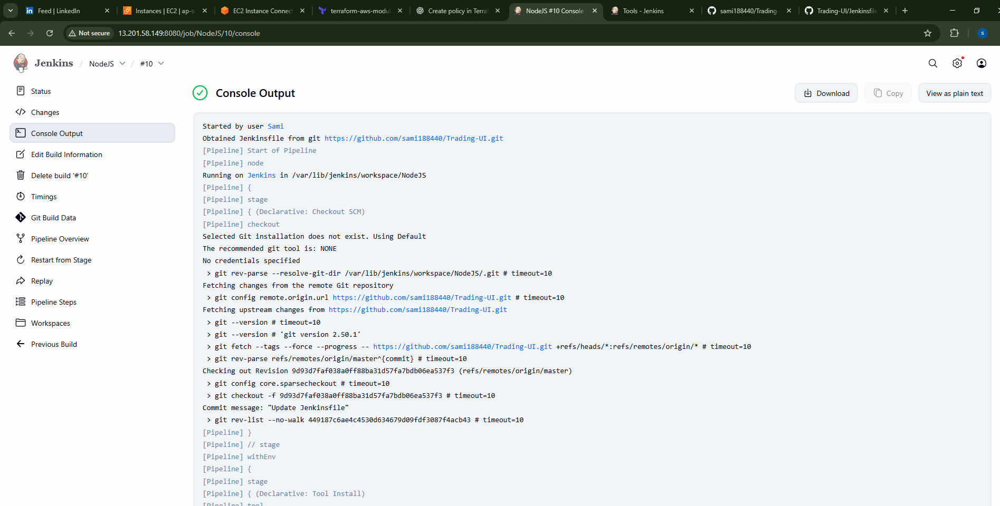 Feed | LinkedIn
Instances | EC2 | ap-so
EC2 Instance Connect
terraform-aws-modul
Create policy in Terraf
NodeJS #10 Console
Tools - Jenkins
sami188440/Trading-
Trading-UI/Jenkinsfile
Not secure
13.201.58.149:8080/job/NodeJS/10/console
s
Jenkins / NodeJS / #10
Status
Changes
Console Output
Edit Build Information
Delete build ‘#10’
Timings
Git Build Data
Pipeline Overview
Restart from Stage
Replay
Pipeline Steps
Workspaces
Previous Build
Console Output
Download
Copy
View as plain text
Started by user Sami
Obtained Jenkinsfile from git https://github.com/sami188440/Trading-UI.git
[Pipeline] Start of Pipeline
[Pipeline] node
Running on Jenkins in /var/lib/jenkins/workspace/NodeJS
[Pipeline] {
[Pipeline] stage
[Pipeline] { (Declarative: Checkout SCM)
[Pipeline] checkout
Selected Git installation does not exist. Using Default
The recommended git tool is: NONE
No credentials specified
> git rev-parse --resolve-git-dir /var/lib/jenkins/workspace/NodeJS/.git # timeout=10
Fetching changes from the remote Git repository
> git config remote.origin.url https://github.com/sami188440/Trading-UI.git # timeout=10
Fetching upstream changes from https://github.com/sami188440/Trading-UI.git
> git --version # timeout=10
> git --version # 'git version 2.50.1'
> git fetch --tags --force --progress -- https://github.com/sami188440/Trading-UI.git +refs/heads/*:refs/remotes/origin/* # timeout=10
> git rev-parse refs/remotes/origin/master^{commit} # timeout=10
Checking out Revision 9d93d7faf038a0ff88ba31d57fa7bdb06ea537f3 (refs/remotes/origin/master)
> git config core.sparsecheckout # timeout=10
> git checkout -f 9d93d7faf038a0ff88ba31d57fa7bdb06ea537f3 # timeout=10
Commit message: "Update Jenkinsfile"
> git rev-list --no-walk 449187c6ae4c4530d634679d09fdf3087f4acb43 # timeout=10
[Pipeline] }
[Pipeline] // stage
[Pipeline] withEnv
[Pipeline] {
[Pipeline] stage
[Pipeline] { (Declarative: Tool Install)
[Pipeline] tool